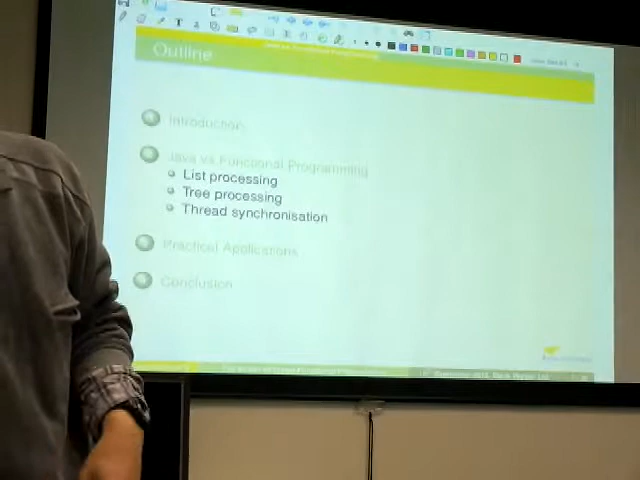 Outline
Introduction
Java vs Functional Programming
List processing
Tree processing
Thread synchronisation
Practical Applications
Conclusion